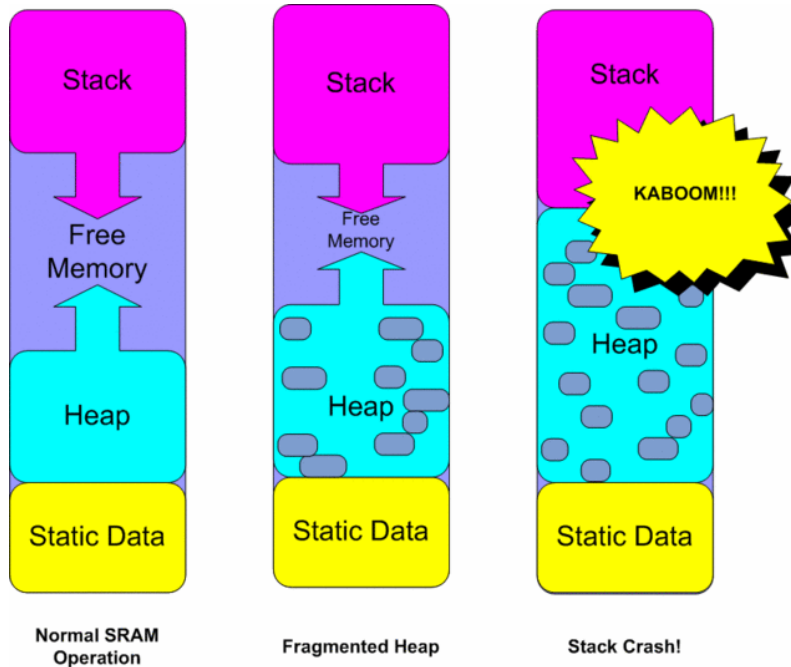 Stack
Free
Memory
Heap
Static Data
Normal SRAM
Operation
Stack
Free
Memory
Heap
Static Data
Fragmented Heap
Stack
KABOOM!!!
Heap
Static Data
Stack Crash!